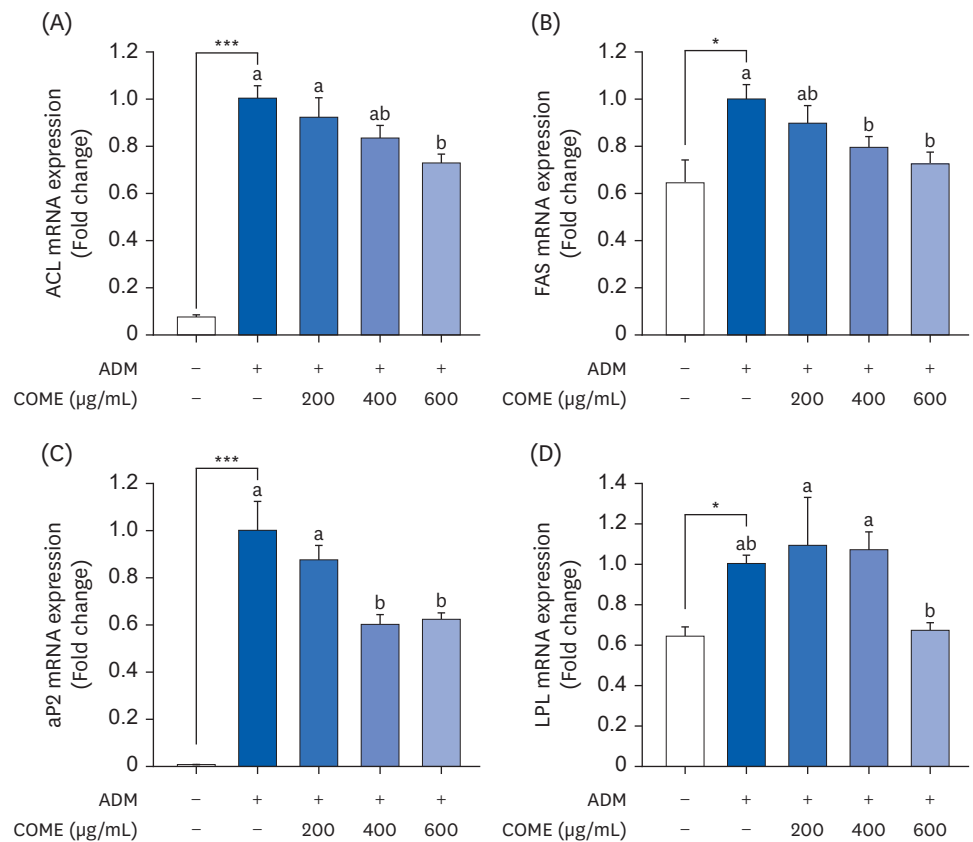 (A)
***
1.2
1.0
0.8
0.6
0.4
0.2
0
ACL mRNA expression
(Fold change)
a
a
ab
b
ADM − + + + +
COME (µg/mL) − − 200 400 600
(B)
*
1.2
1.0
0.8
0.6
0.4
0.2
0
FAS mRNA expression
(Fold change)
a
ab
b
b
ADM − + + + +
COME (µg/mL) − − 200 400 600
(C)
***
1.2
1.0
0.8
0.6
0.4
0.2
0
aP2 mRNA expression
(Fold change)
a
a
b
b
ADM − + + + +
COME (µg/mL) − − 200 400 600
(D)
*
1.4
1.2
1.0
0.8
0.6
0.4
0.2
0
LPL mRNA expression
(Fold change)
ab
a
a
b
ADM − + + + +
COME (µg/mL) − − 200 400 600